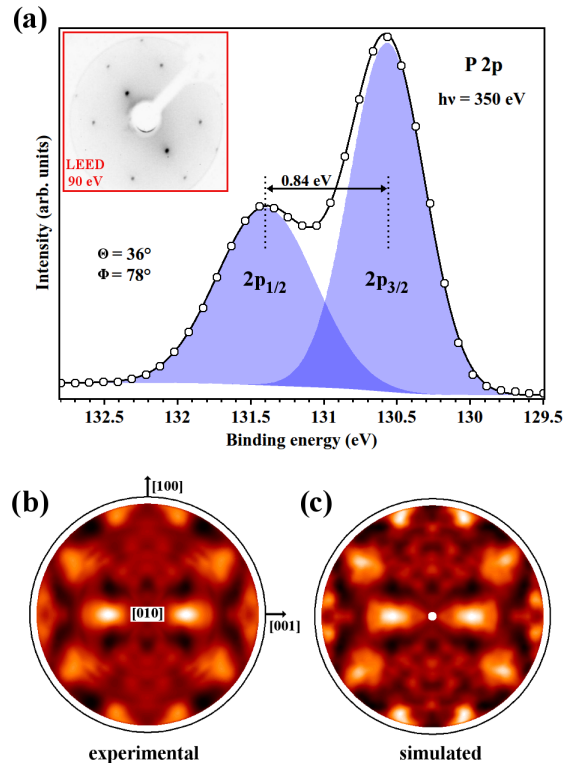 (a)
P 2p
hν = 350 eV
LEED
90 eV
0.84 eV
Θ = 36°
Φ = 78°
2p1/2
2p3/2
Intensity (arb. units)
132.5 132 131.5 131 130.5 130 129.5
Binding energy (eV)
(b)
[100]
[010]
[001]
experimental
(c)
simulated